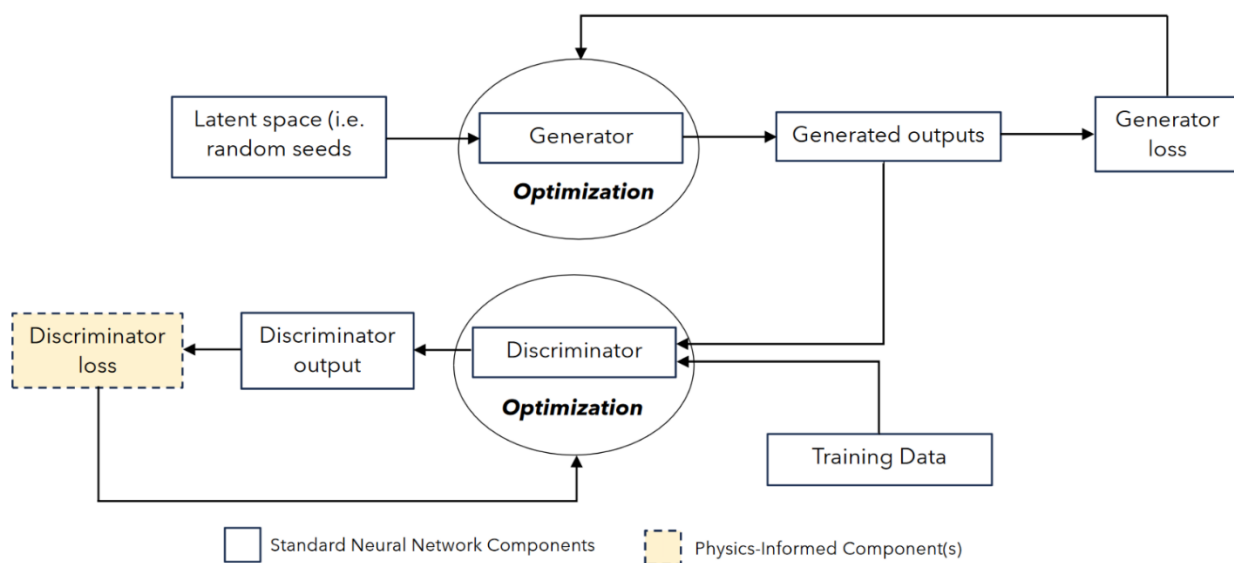 Latent space (i.e.
random seeds
Generator
Optimization
Generated outputs
Generator
loss
Discriminator
loss
Discriminator
output
Discriminator
Optimization
Training Data
Standard Neural Network Components
Physics-Informed Component(s)